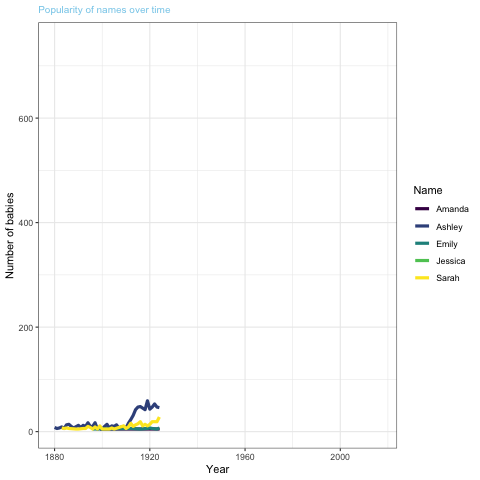 Popularity of names over time
600
400
200
0
Number of babies
1880
1920
1960
2000
Year
Name
Amanda
Ashley
Emily
Jessica
Sarah